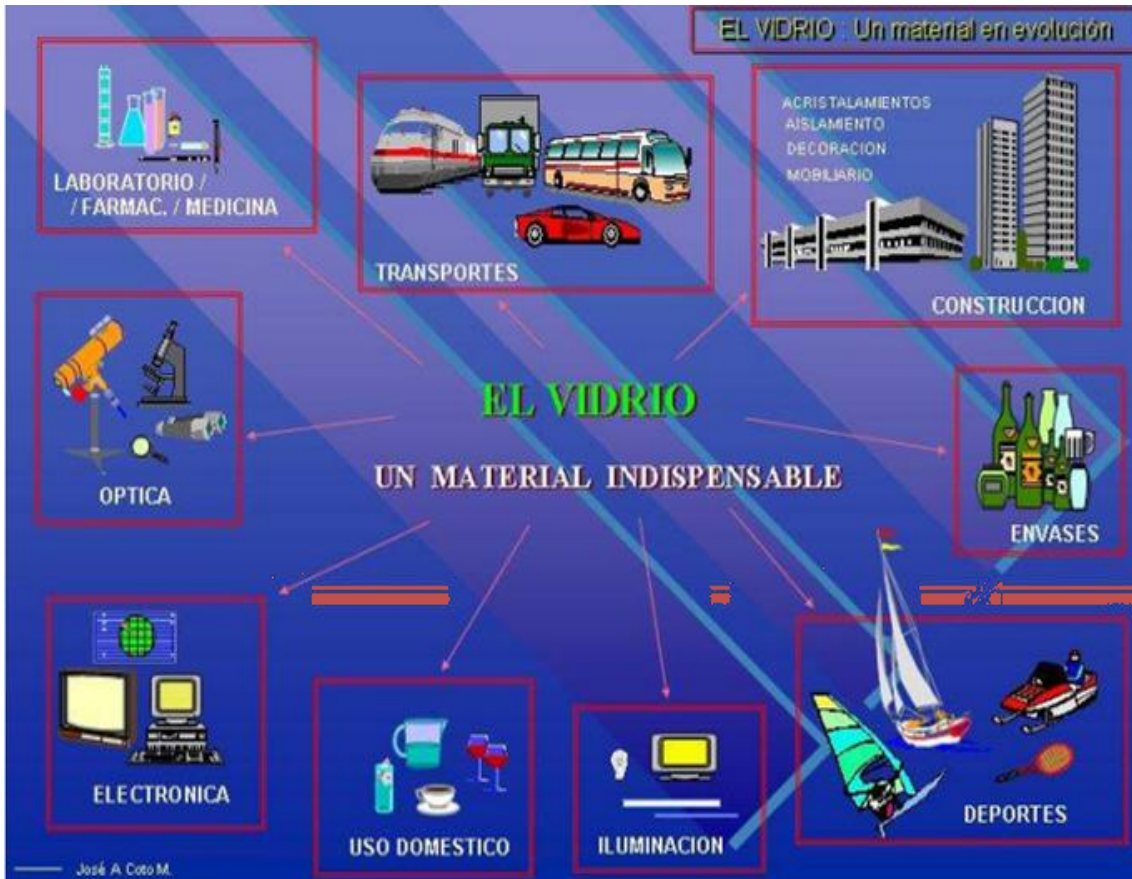 EL VIDRIO : Un material en evolución
LABORATORIO /
/ FARMAC. / MEDICINA
TRANSPORTES
ACRISTALAMIENTOS
AISLAMIENTO
DECORACION
MOBILIARIO
CONSTRUCCION
OPTICA
EL VIDRIO
UN MATERIAL INDISPENSABLE
ENVASES
ELECTRONICA
USO DOMESTICO
ILUMINACION
DEPORTES
José A Coto M.